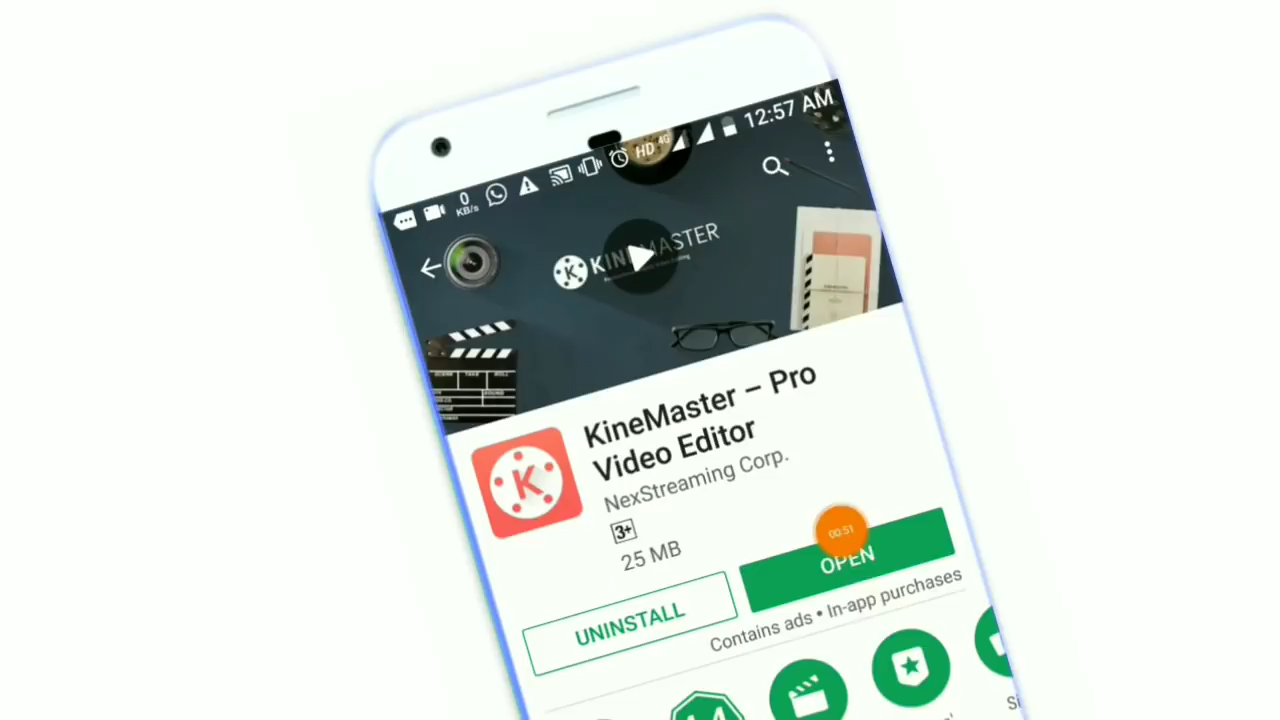 12:57 AM
0
KB/s
HD 4G
KINEMASTER
KineMaster – Pro
Video Editor
NexStreaming Corp.
3+
25 MB
00:51
OPEN
UNINSTALL
Contains ads • In-app purchases